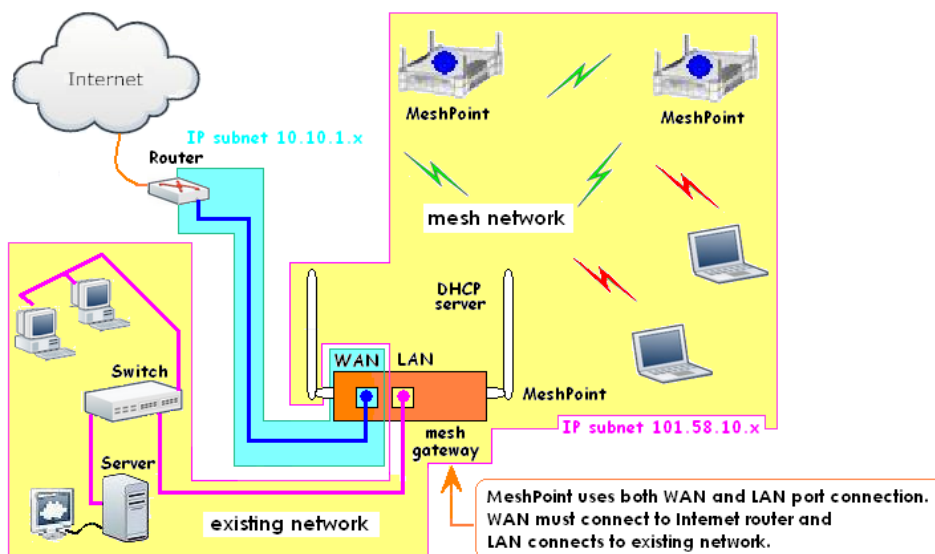 Internet
MeshPoint
MeshPoint
IP subnet 10.10.1.x
Router
mesh network
DHCP
server
WAN
LAN
Switch
MeshPoint
IP subnet 101.58.10.x
mesh
gateway
Server
existing network
MeshPoint uses both WAN and LAN port connection.
WAN must connect to Internet router and
LAN connects to existing network.